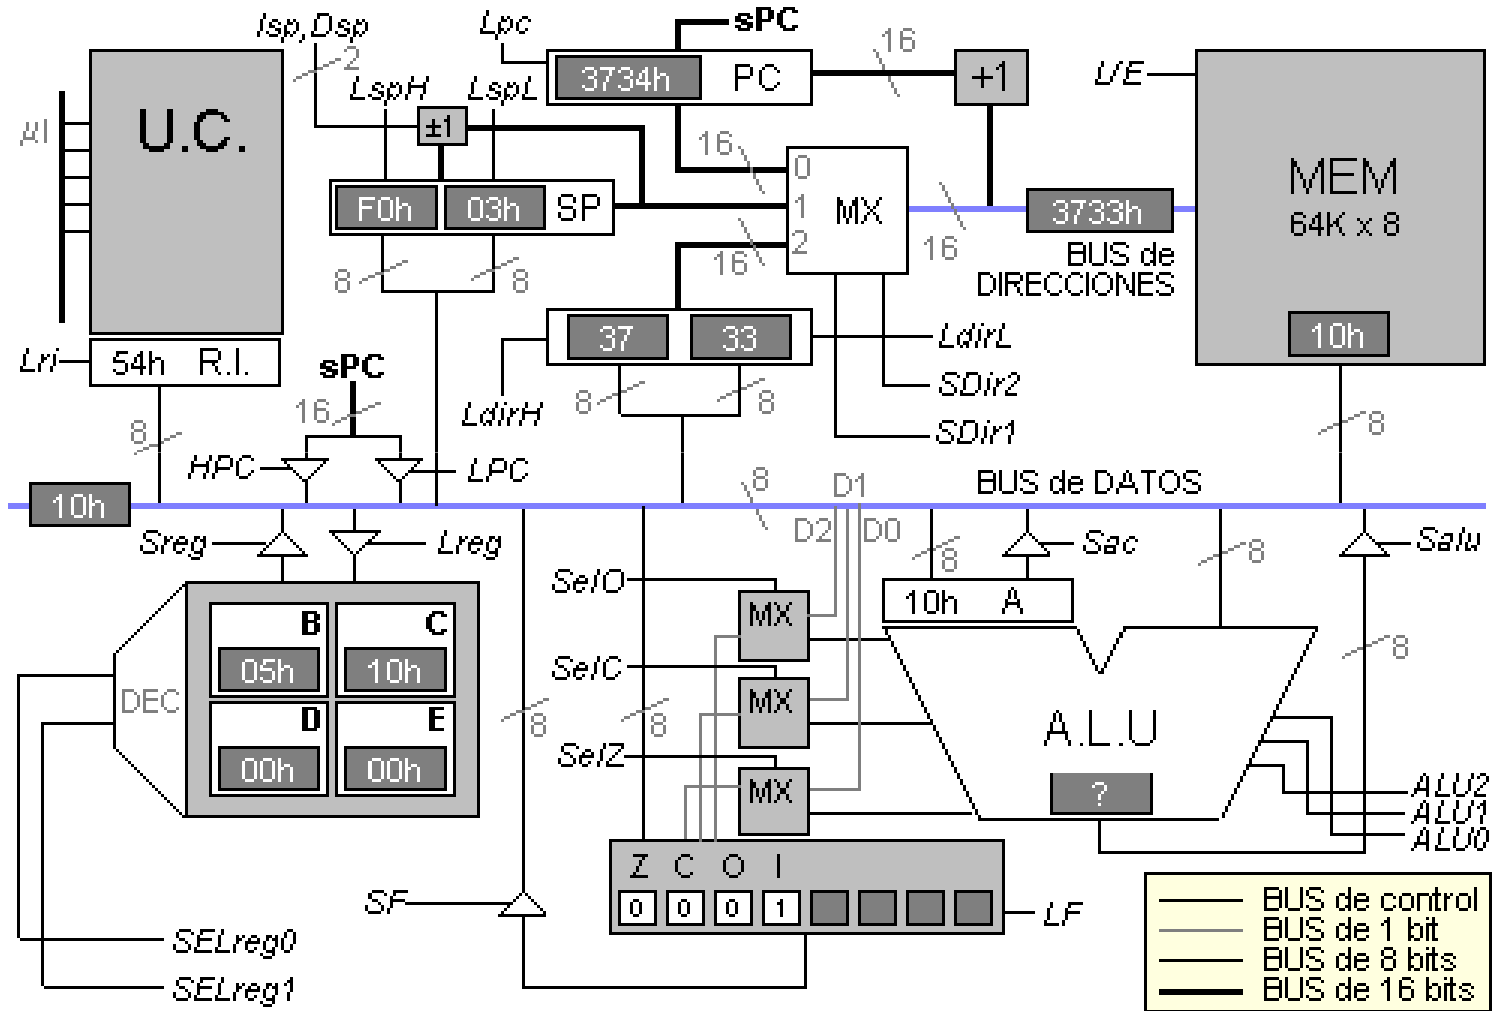 Isp,Dsp
Lpc
sPC
2
16
U.C.
µI
LspH
LspL
3734h
PC
+1
L/E
±1
16
0
F0h
03h
SP
1
MX
3733h
MEM
64K x 8
2
16
16
8
8
BUS de
DIRECCIONES
37
33
LdirL
10h
Lri
54h
R.I.
sPC
SDir2
8
8
LdirH
16
SDir1
8
8
HPC
LPC
BUS de DATOS
8
D1
10h
D2
D0
Sreg
Lreg
8
Sac
8
Salu
SelO
MX
10h
A
B
C
05h
10h
SelC
8
DEC
MX
A.L.U
D
E
8
8
00h
00h
SelZ
MX
?
ALU2
ALU1
ALU0
Z C O I
0 0 0 1
SF
LF
BUS de control
BUS de 1 bit
BUS de 8 bits
BUS de 16 bits
SELreg0
SELreg1